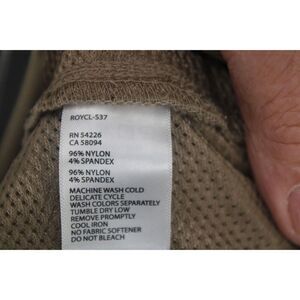 ROYCL-S37
RN 54226
CA 58094
96% NYLON
4% SPANDEX
96% NYLON
4% SPANDEX
MACHINE WASH COLD
DELICATE CYCLE
WASH COLORS SEPARATELY
TUMBLE DRY LOW
REMOVE PROMPTLY
COOL IRON
NO FABRIC SOFTENER
DO NOT BLEACH